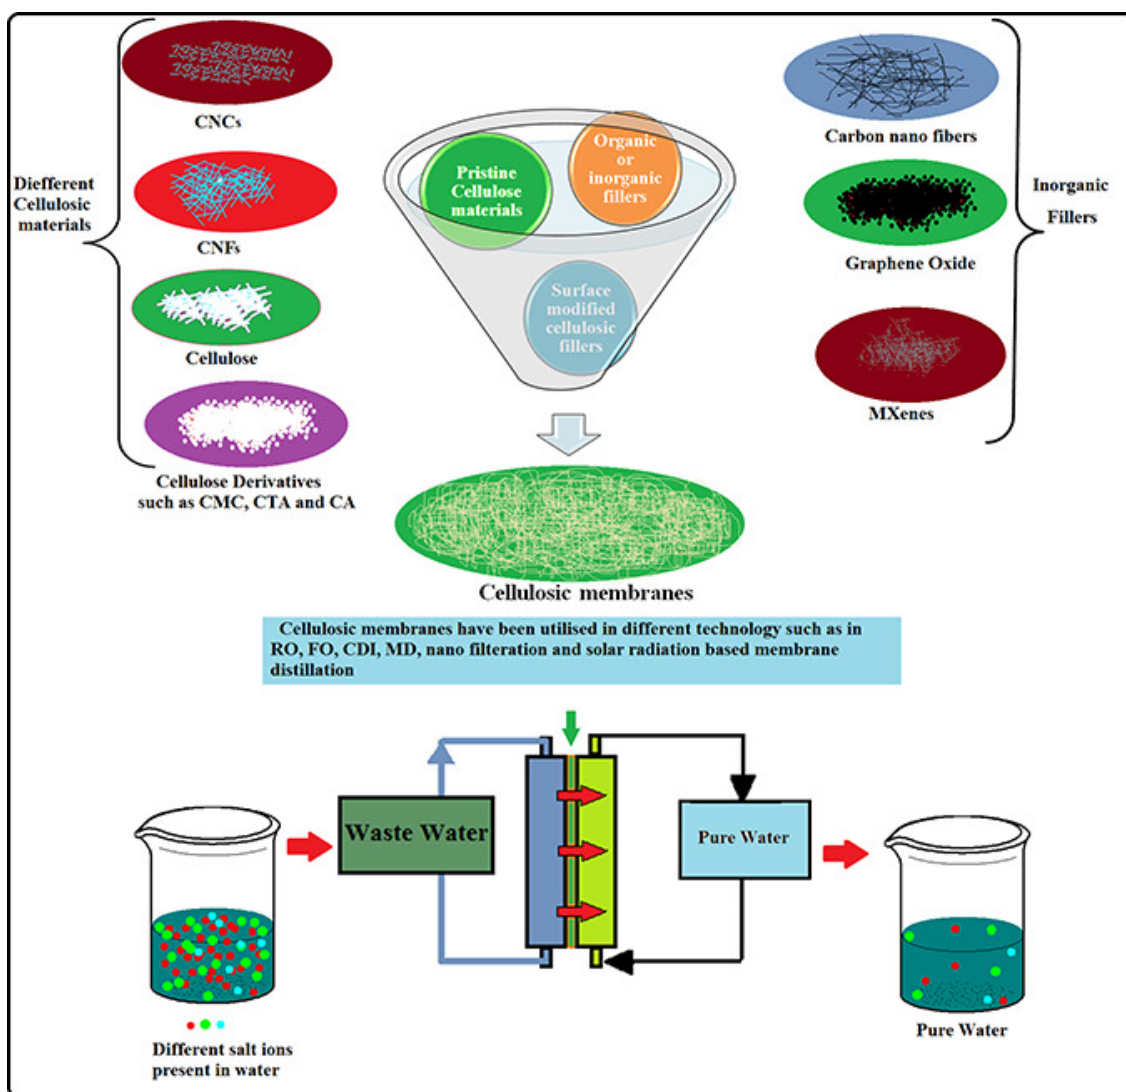 CNCs
Diefferent
Cellulosic
materials
CNFs
Cellulose
Cellulose Derivatives
such as CMC, CTA and CA
Pristine
Cellulose
materials
Organic
or
inorganic
fillers
Surface
modified
cellulosic
fillers
Carbon nano fibers
Inorganic
Fillers
Graphene Oxide
MXenes
Cellulosic membranes
Cellulosic membranes have been utilised in different technology such as in
RO, FO, CDI, MD, nano filteration and solar radiation based membrane
distillation
Waste Water
Pure Water
Different salt ions
present in water
Pure Water